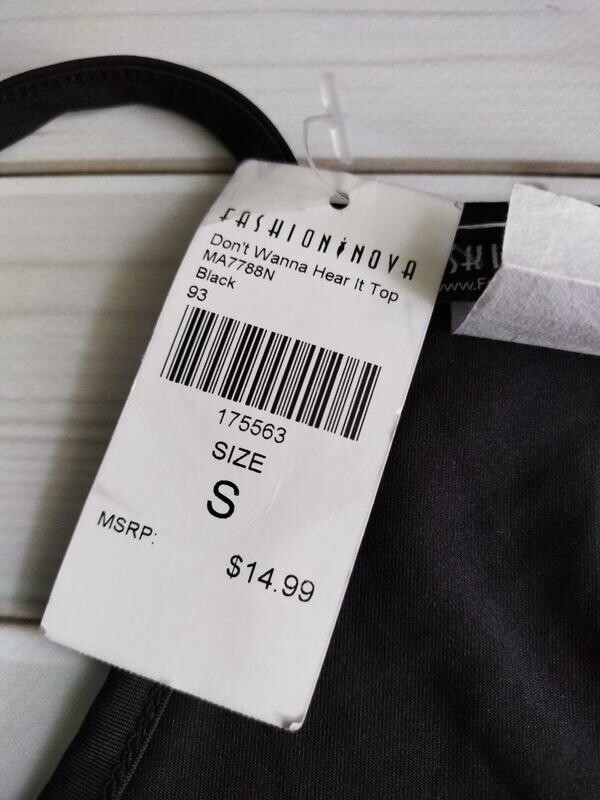 FASHION NOVA
Don't Wanna Hear It Top
MA7788N
Black
93
175563
SIZE
S
MSRP:
$14.99